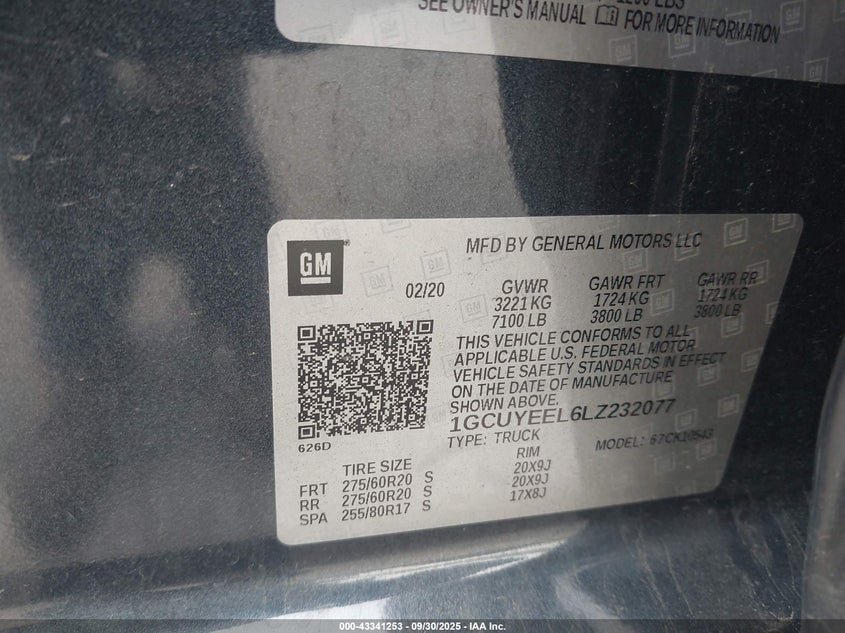 1200 LBS
SEE OWNER'S MANUAL FOR MORE INFORMATION
GM
MFD BY GENERAL MOTORS LLC
02/20
GVWR GAWR FRT GAWR RR
3221 KG 1724 KG 1724 KG
7100 LB 3800 LB 3800 LB
THIS VEHICLE CONFORMS TO ALL
APPLICABLE U.S. FEDERAL MOTOR
VEHICLE SAFETY STANDARDS IN EFFECT
ON THE DATE OF MANUFACTURE
SHOWN ABOVE.
1GCUYEEL6LZ232077
626D
TYPE: TRUCK MODEL: 67CK10543
TIRE SIZE RIM
FRT 275/60R20 S 20X9J
RR 275/60R20 S 20X9J
SPA 255/80R17 S 17X8J
000-43341253 - 09/30/2025 - IAA Inc.